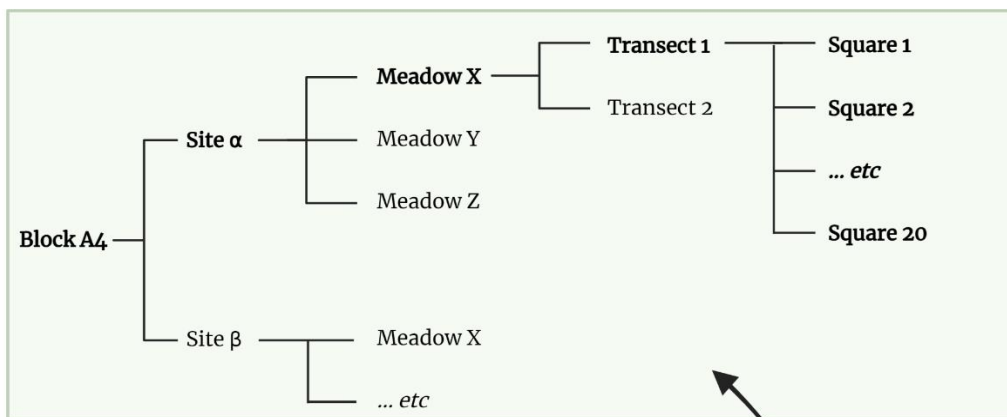 Transect 1
Square 1
Meadow X
Transect 2
Square 2
Site α
Meadow Y
... etc
Meadow Z
Square 20
Block A4
Site β
Meadow X
... etc